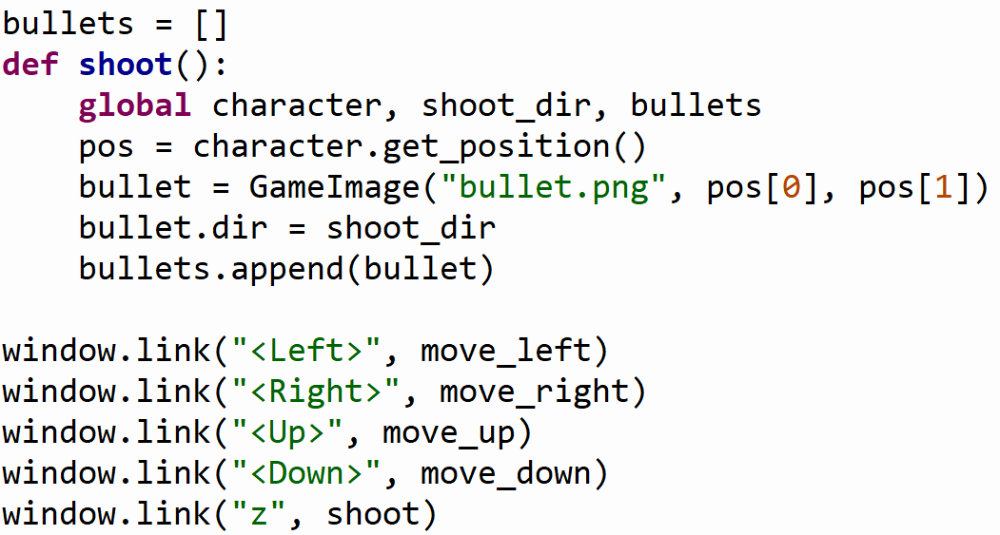 bullets = []
def shoot():
    global character, shoot_dir, bullets
    pos = character.get_position()
    bullet = GameImage("bullet.png", pos[0], pos[1])
    bullet.dir = shoot_dir
    bullets.append(bullet)

window.link("<Left>", move_left)
window.link("<Right>", move_right)
window.link("<Up>", move_up)
window.link("<Down>", move_down)
window.link("z", shoot)